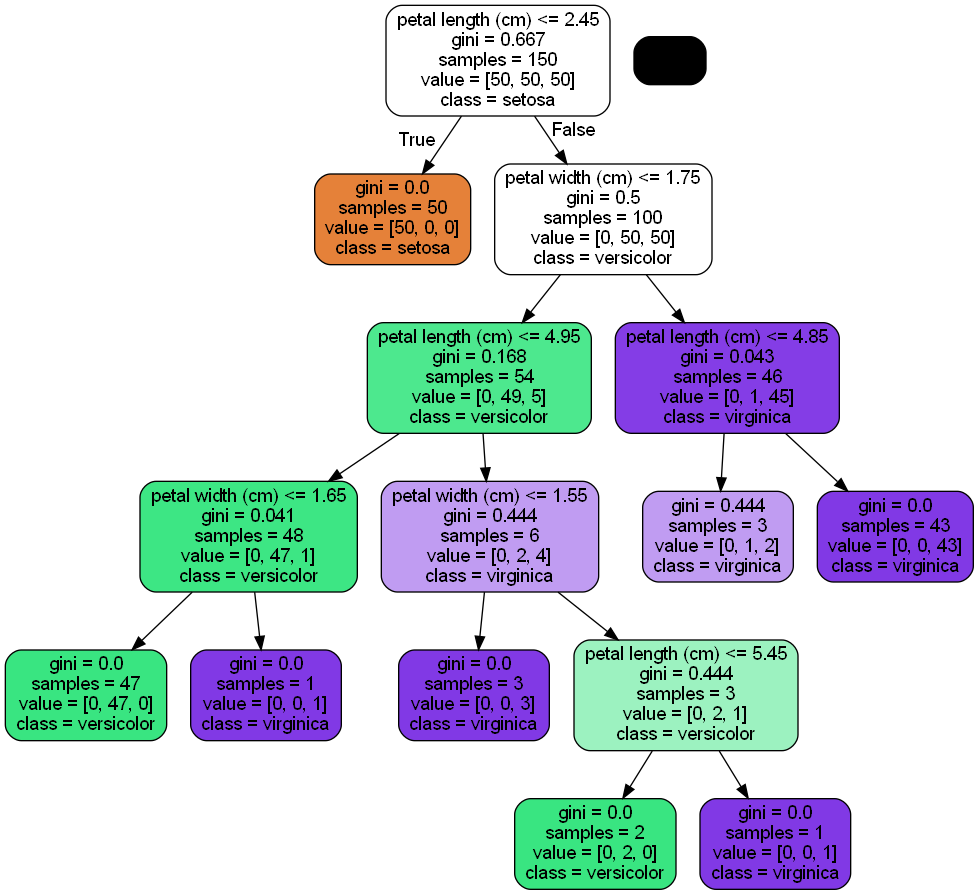 petal length (cm) <= 2.45
gini = 0.667
samples = 150
value = [50, 50, 50]
class = setosa
True
False
gini = 0.0
samples = 50
value = [50, 0, 0]
class = setosa
petal width (cm) <= 1.75
gini = 0.5
samples = 100
value = [0, 50, 50]
class = versicolor
petal length (cm) <= 4.95
gini = 0.168
samples = 54
value = [0, 49, 5]
class = versicolor
petal length (cm) <= 4.85
gini = 0.043
samples = 46
value = [0, 1, 45]
class = virginica
petal width (cm) <= 1.65
gini = 0.041
samples = 48
value = [0, 47, 1]
class = versicolor
petal width (cm) <= 1.55
gini = 0.444
samples = 6
value = [0, 2, 4]
class = virginica
gini = 0.444
samples = 3
value = [0, 1, 2]
class = virginica
gini = 0.0
samples = 43
value = [0, 0, 43]
class = virginica
gini = 0.0
samples = 47
value = [0, 47, 0]
class = versicolor
gini = 0.0
samples = 1
value = [0, 0, 1]
class = virginica
gini = 0.0
samples = 3
value = [0, 0, 3]
class = virginica
petal length (cm) <= 5.45
gini = 0.444
samples = 3
value = [0, 2, 1]
class = versicolor
gini = 0.0
samples = 2
value = [0, 2, 0]
class = versicolor
gini = 0.0
samples = 1
value = [0, 0, 1]
class = virginica